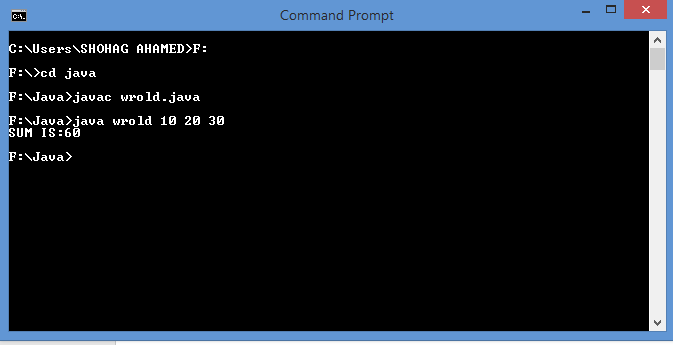 Command Prompt
C:\Users\SHOHAG AHAMED>F:
F:\>cd java
F:\Java>javac wrold.java
F:\Java>java wrold 10 20 30
SUM IS:60
F:\Java>